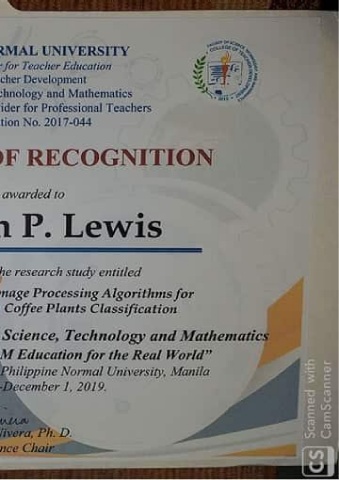 RMAL UNIVERSITY
for Teacher Education
cher Development
chnology and Mathematics
vider for Professional Teachers
tion No. 2017-044
OF RECOGNITION
awarded to
n P. Lewis
he research study entitled
mage Processing Algorithms for
Coffee Plants Classification
Science, Technology and Mathematics
M Education for the Real World”
Philippine Normal University, Manila
-December 1, 2019.
Nivera, Ph. D.
nce Chair
Scanned with
CamScanner
CS